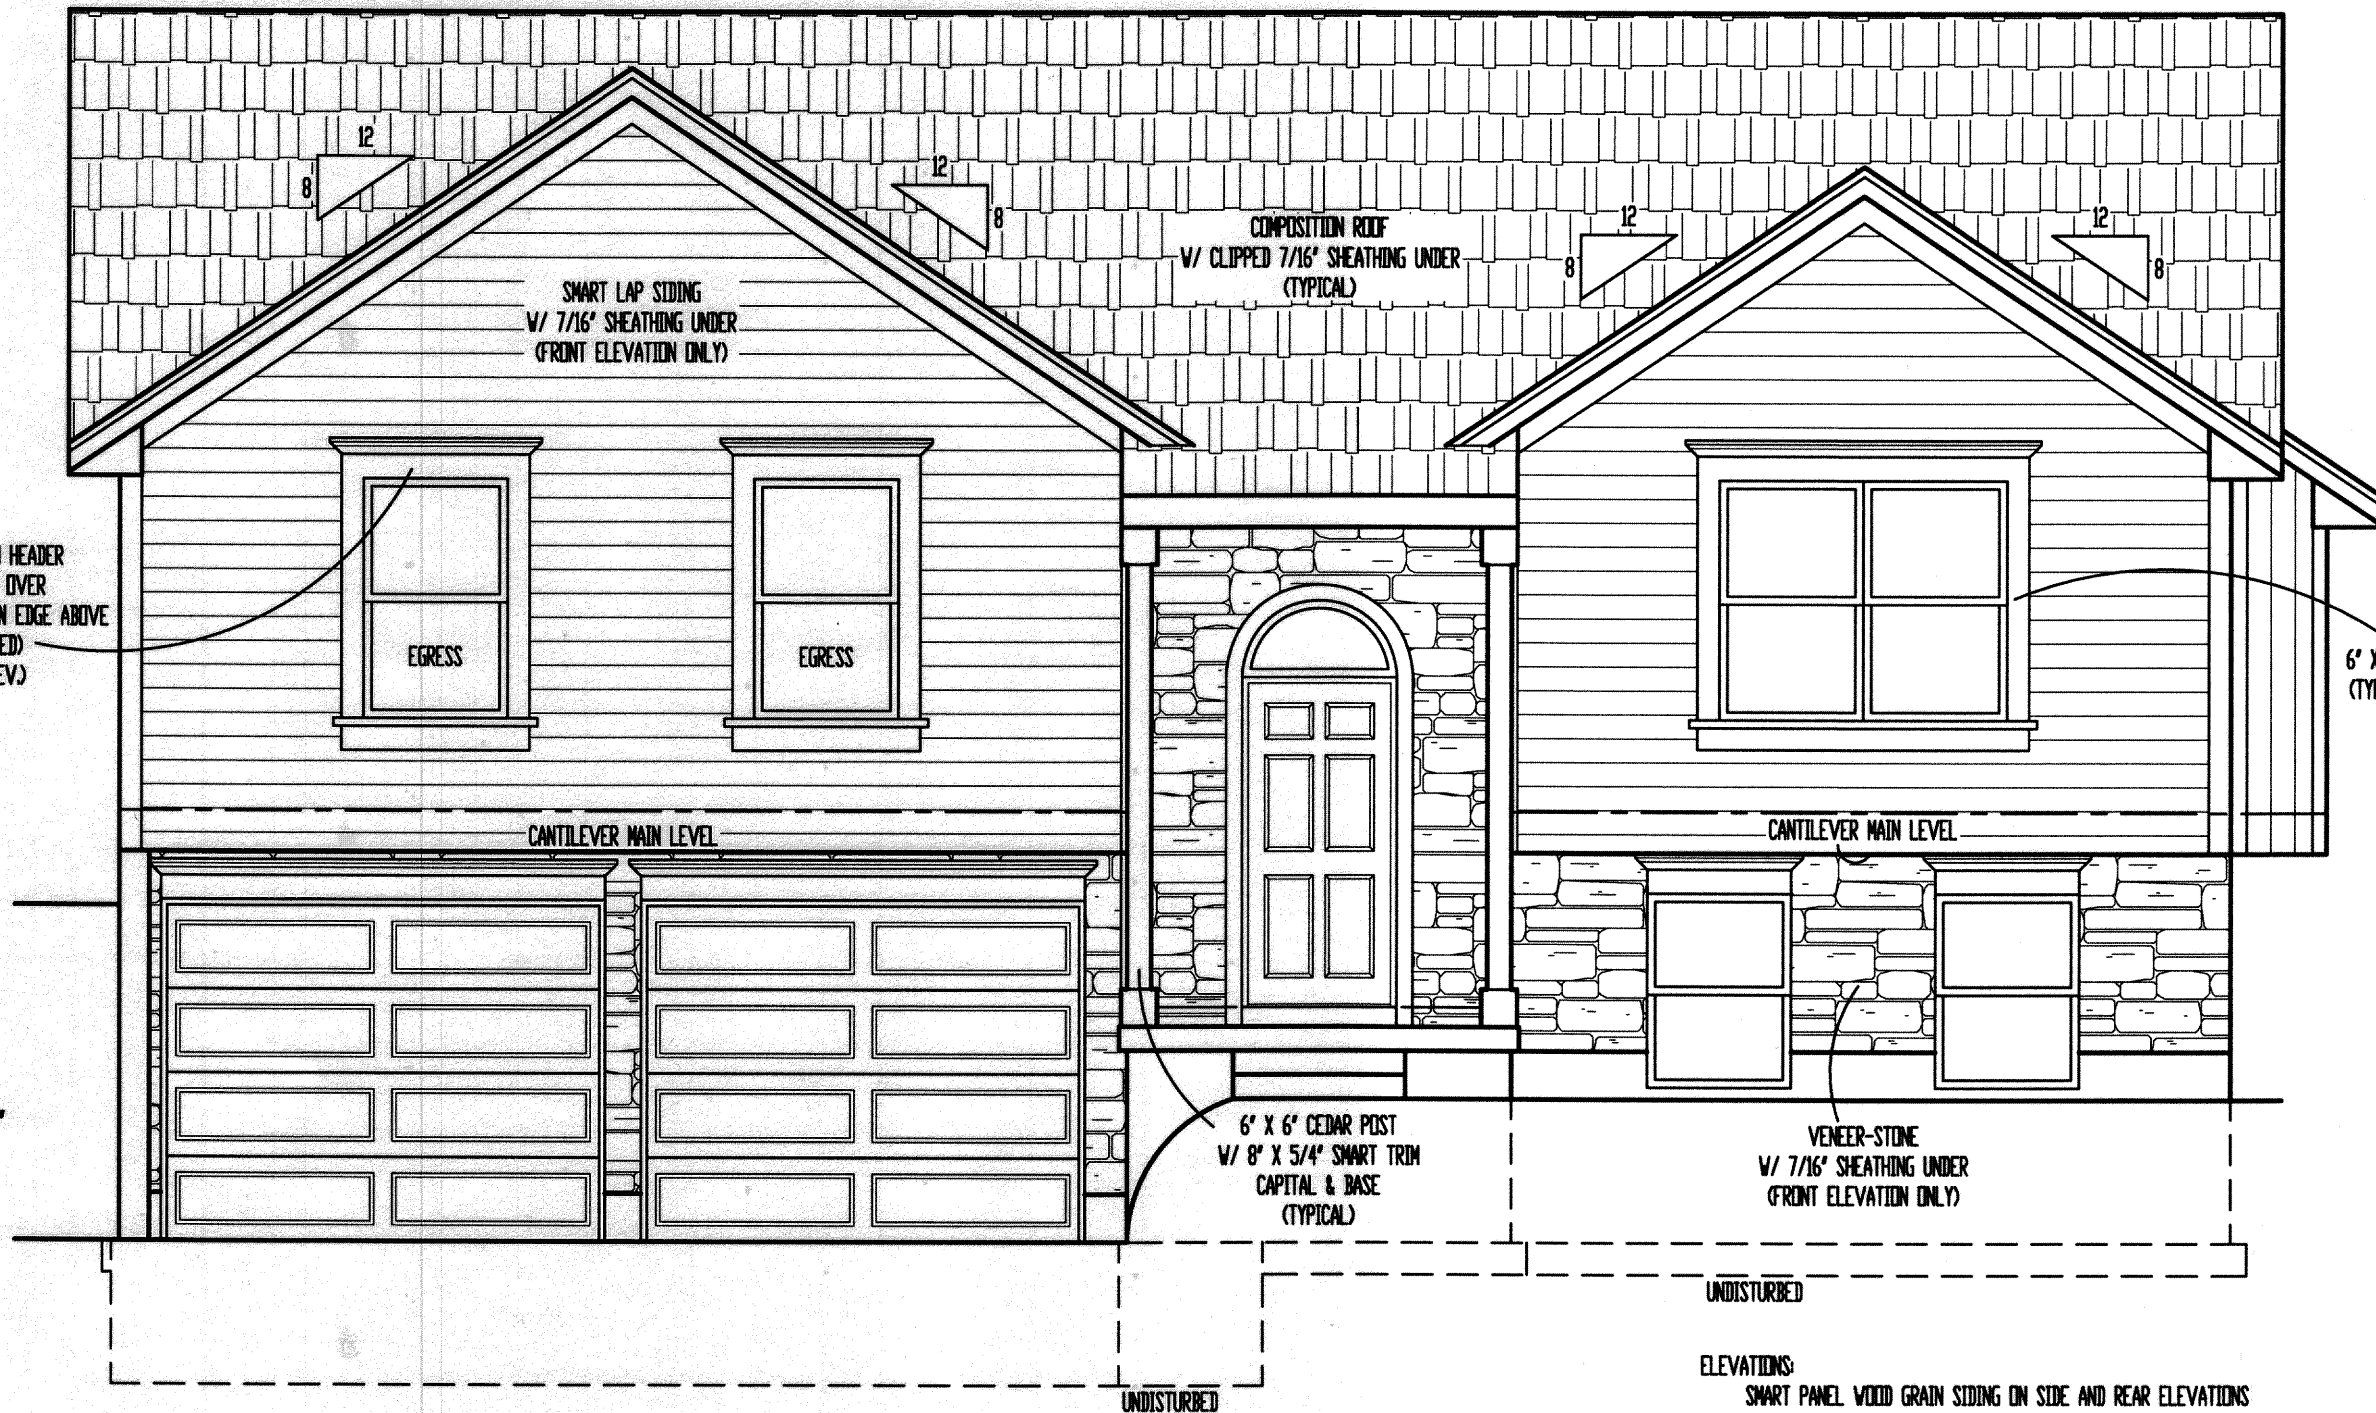 12
8
12
8
COMPOSITION ROOF
W/ CLIPPED 7/16" SHEATHING UNDER
(TYPICAL)
12
8
12
8
SMART LAP SIDING
W/ 7/16" SHEATHING UNDER
(FRONT ELEVATION ONLY)
HEADER
OVER
EDGE ABOVE
EGRESS
EGRESS
6" X
CANTILEVER MAIN LEVEL
CANTILEVER MAIN LEVEL
6" X 6" CEDAR POST
W/ 8" X 5/4" SMART TRIM
CAPITAL & BASE
(TYPICAL)
VENEER-STONE
W/ 7/16" SHEATHING UNDER
(FRONT ELEVATION ONLY)
UNDISTURBED
UNDISTURBED
ELEVATIONS:
SMART PANEL WOOD GRAIN SIDING ON SIDE AND REAR ELEVATIONS